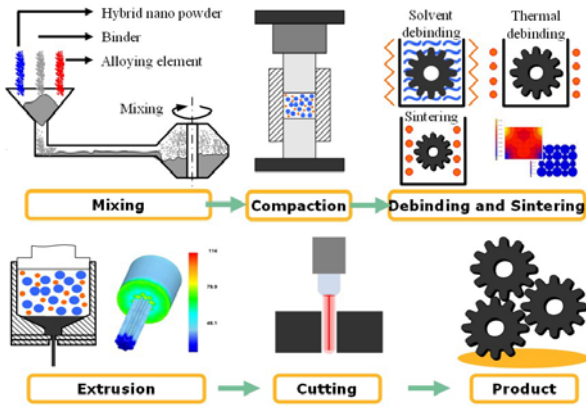 Hybrid nano powder
Binder
Alloying element
Mixing
Solvent
debinding
Thermal
debinding
Sintering
Mixing
Compaction
Debinding and Sintering
Extrusion
Cutting
Product